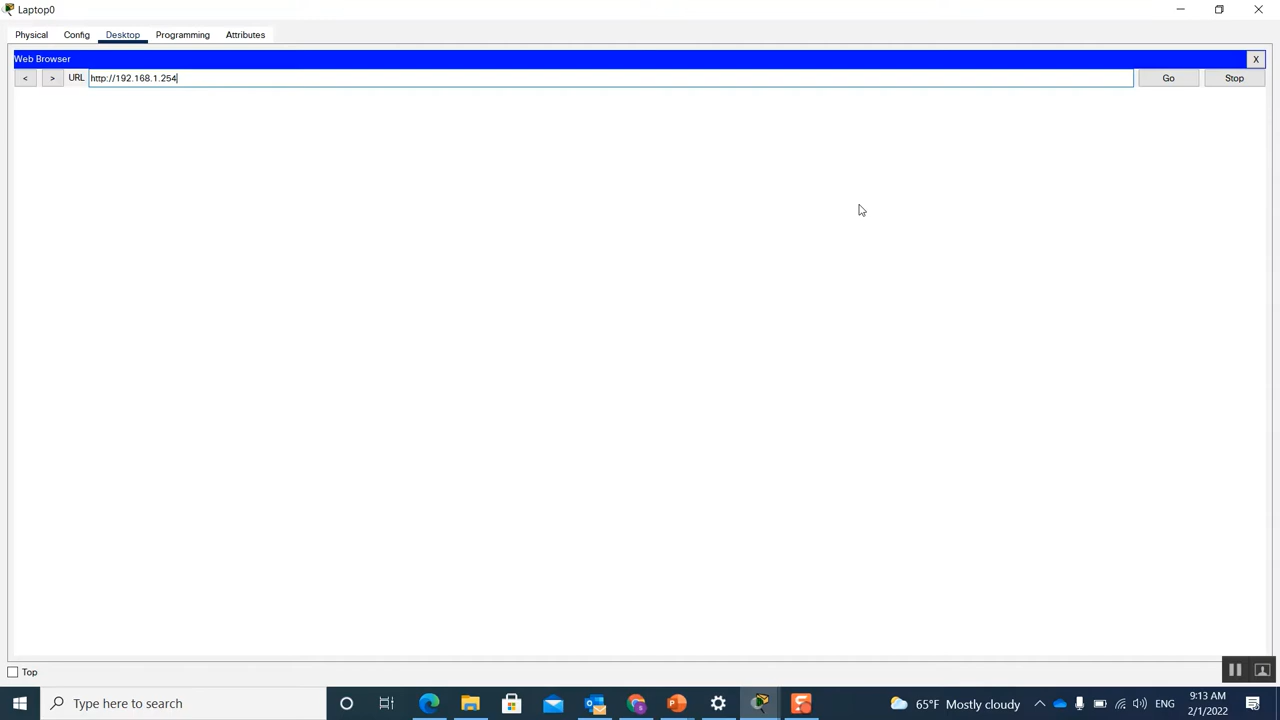 Laptop0
Physical Config Desktop Programming Attributes
Web Browser X
< > URL http://192.168.1.254 Go Stop
Top
Type here to search
65°F Mostly cloudy ENG 9:13 AM
2/1/2022